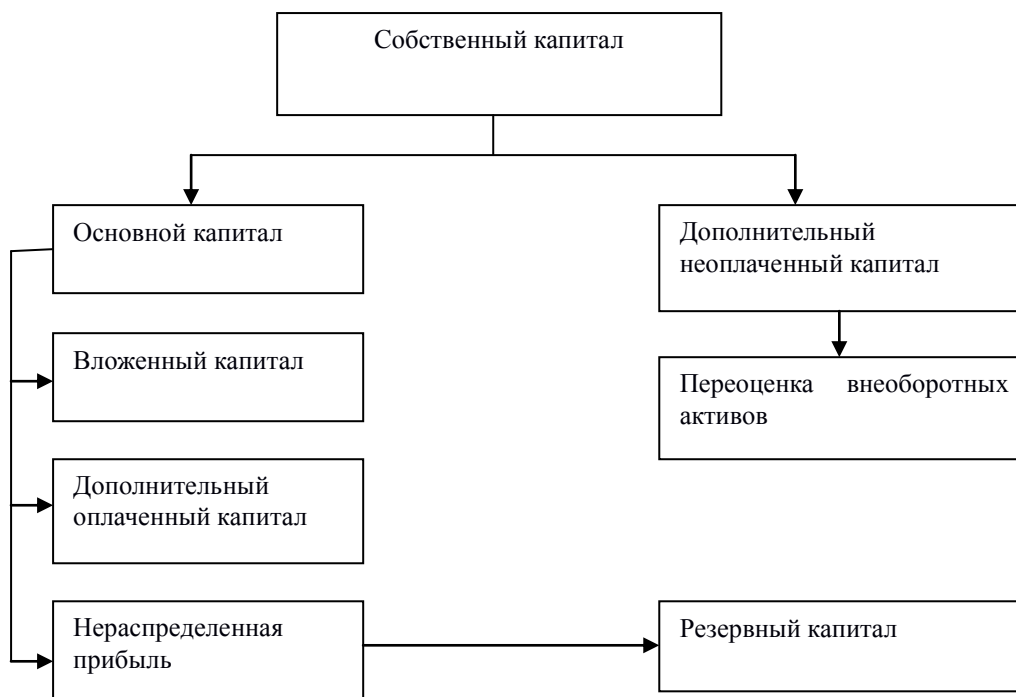 Собственный капитал
Основной капитал
Дополнительный
неоплаченный капитал
Вложенный капитал
Переоценка внеоборотных
активов
Дополнительный
оплаченный капитал
Нераспределенная
прибыль
Резервный капитал